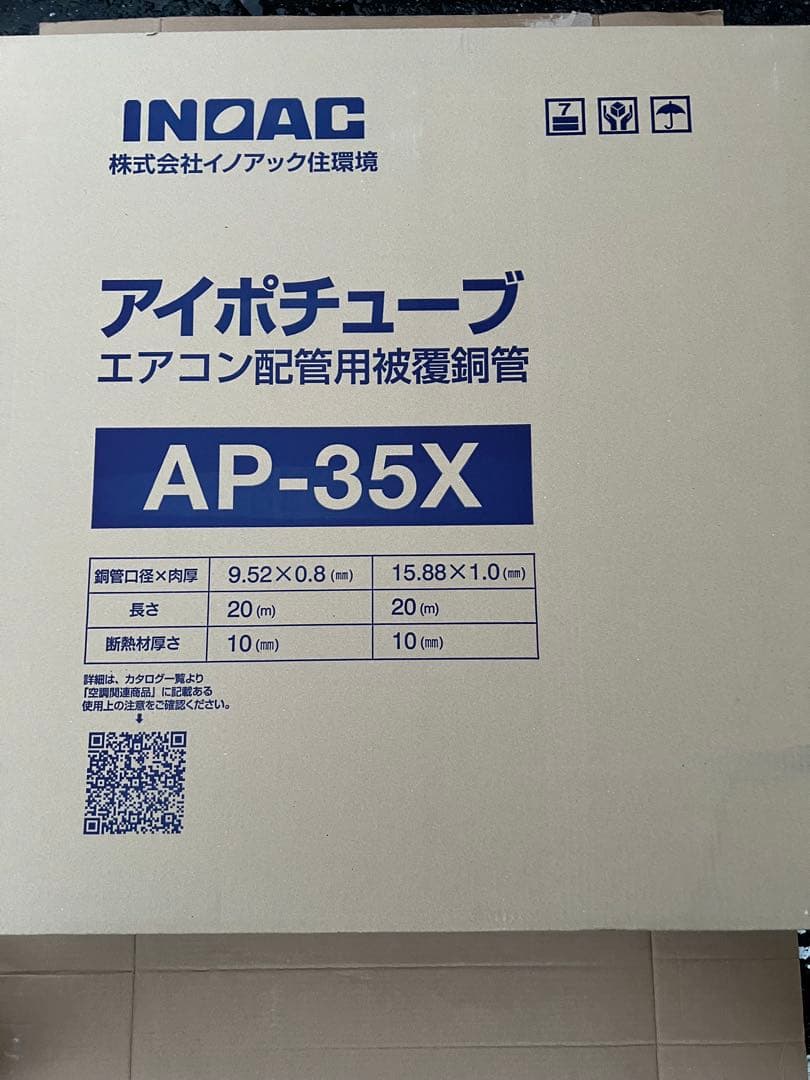 INOAC
7
株式会社イノアック住環境
アイポチューブ
エアコン配管用被覆銅管
AP-35X
銅管口径×肉厚 9.52×0.8(㎜) 15.88×1.0(㎜)
長さ 20(m) 20(m)
断熱材厚さ 10(㎜) 10(㎜)
詳細は、カタログ一覧より
「空調関連商品」に記載ある
使用上の注意をご確認ください。